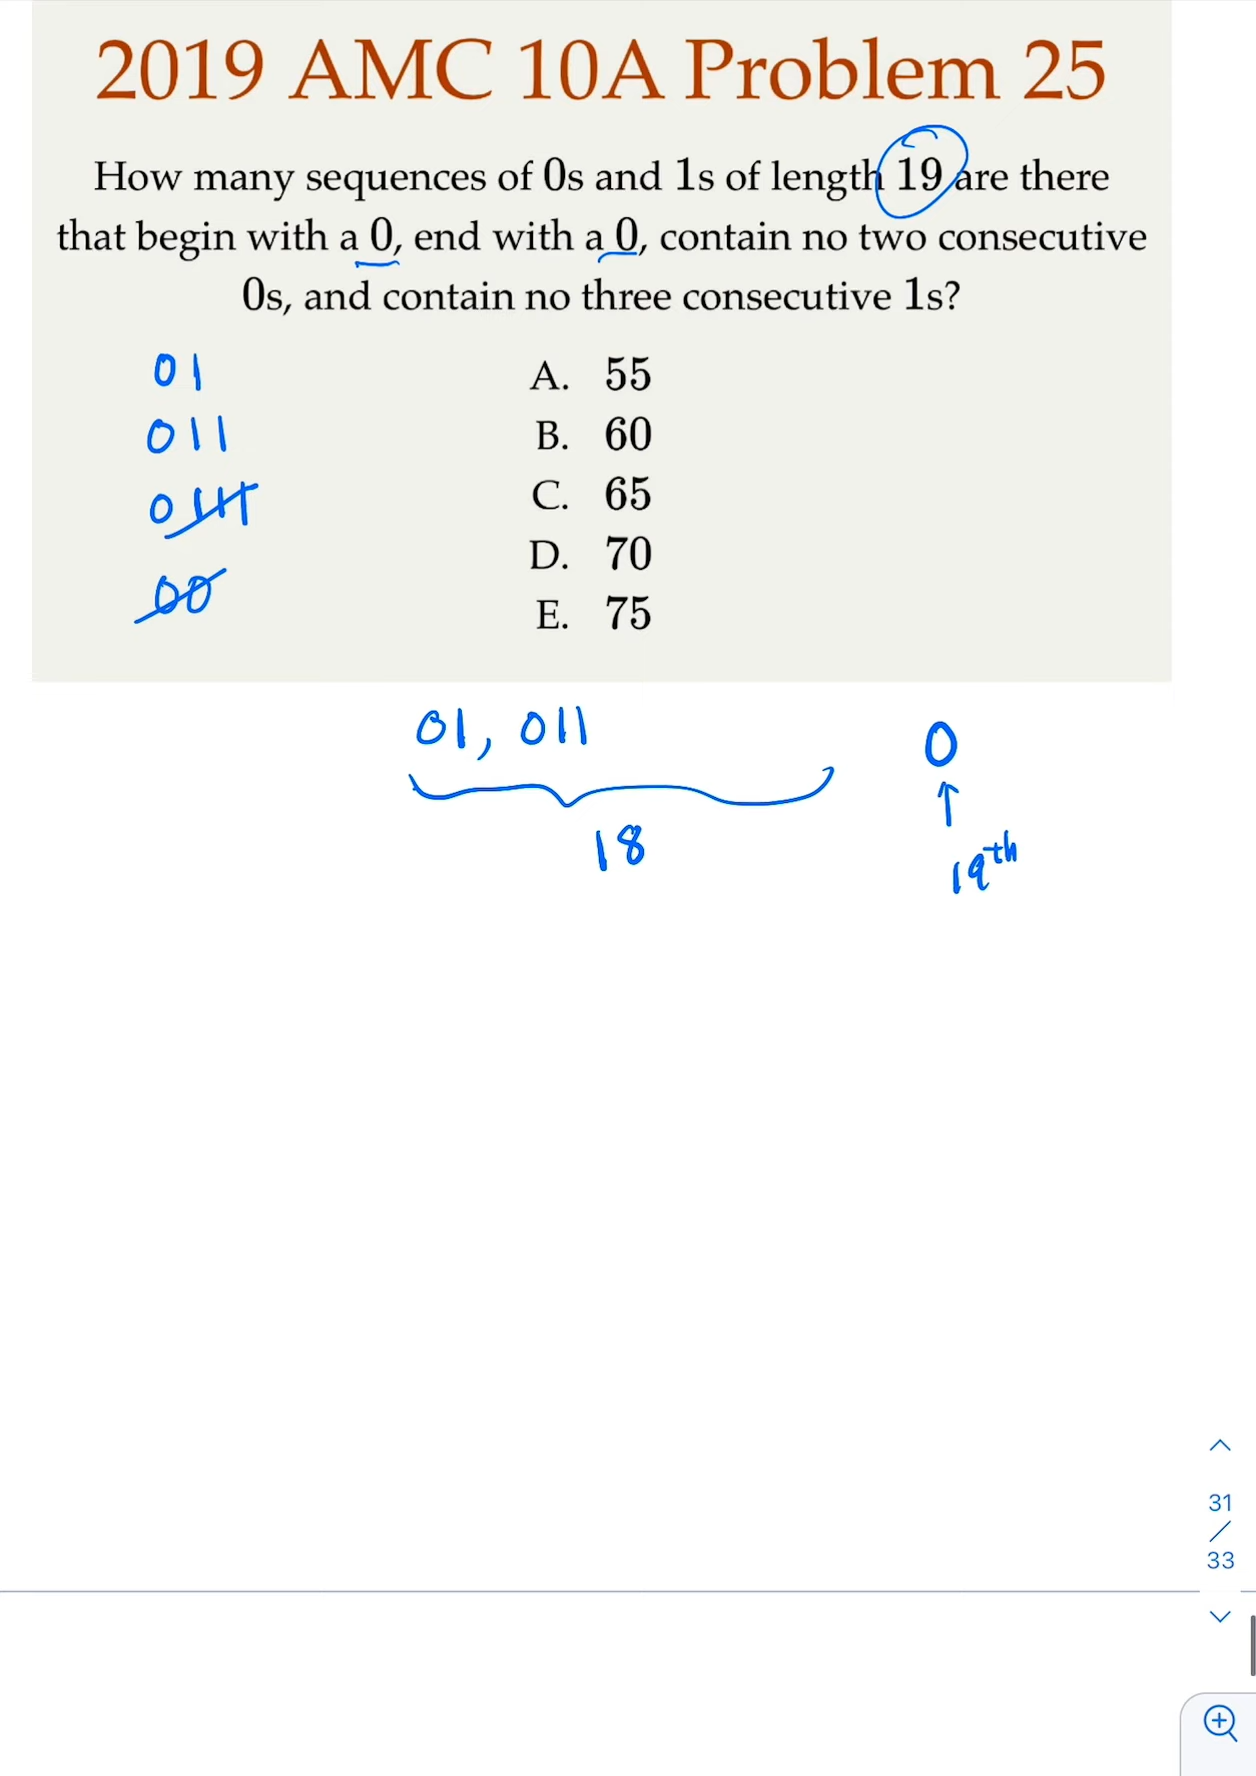 2019 AMC 10A Problem 25
How many sequences of 0s and 1s of length 19 are there
that begin with a 0, end with a 0, contain no two consecutive
0s, and contain no three consecutive 1s?
01
011
0111
00
A. 55
B. 60
C. 65
D. 70
E. 75
01, 011
0
18
19th
31
/
33